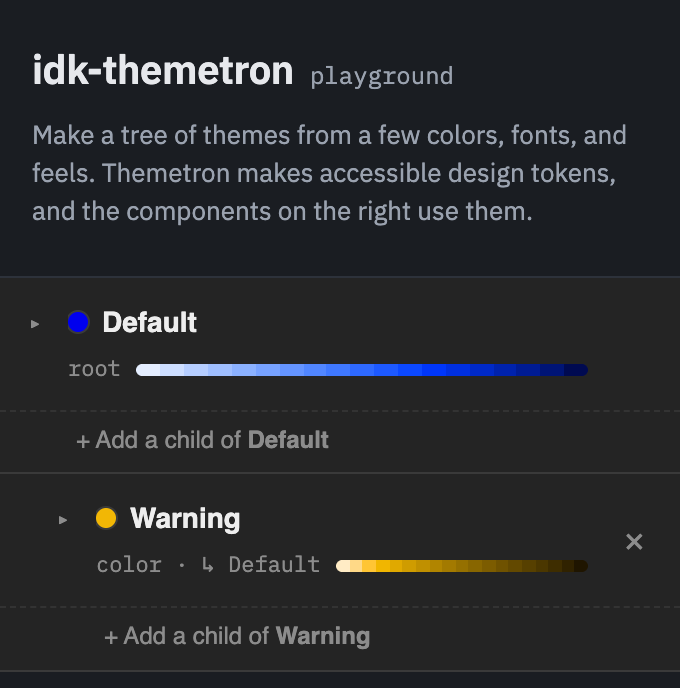 idk-themetron playground
Make a tree of themes from a few colors, fonts, and
feels. Themetron makes accessible design tokens,
and the components on the right use them.
▸ Default
root
+ Add a child of Default
▸ Warning
color · ↳ Default
×
+ Add a child of Warning